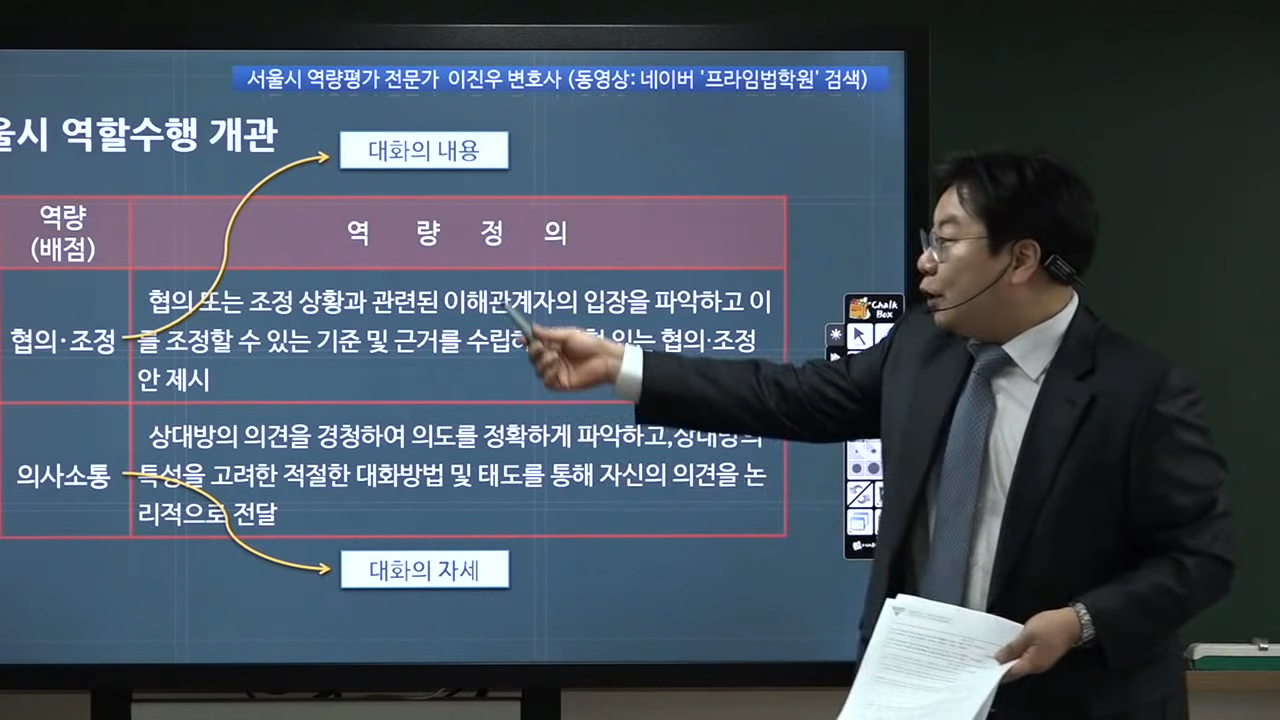 서울시 역량평가 전문가 이진우 변호사 (동영상: 네이버 '프라임법학원' 검색)
울시 역할수행 개관
대화의 내용
역량
(배점)
역 량 정 의
협의·조정
협의 또는 조정 상황과 관련된 이해관계자의 입장을 파악하고 이
를 조정할 수 있는 기준 및 근거를 수립하 있는 협의·조정
안 제시
의사소통
상대방의 의견을 경청하여 의도를 정확하게 파악하고, 상대방의
특성을 고려한 적절한 대화방법 및 태도를 통해 자신의 의견을 논
리적으로 전달
대화의 자세
Chalk
Box